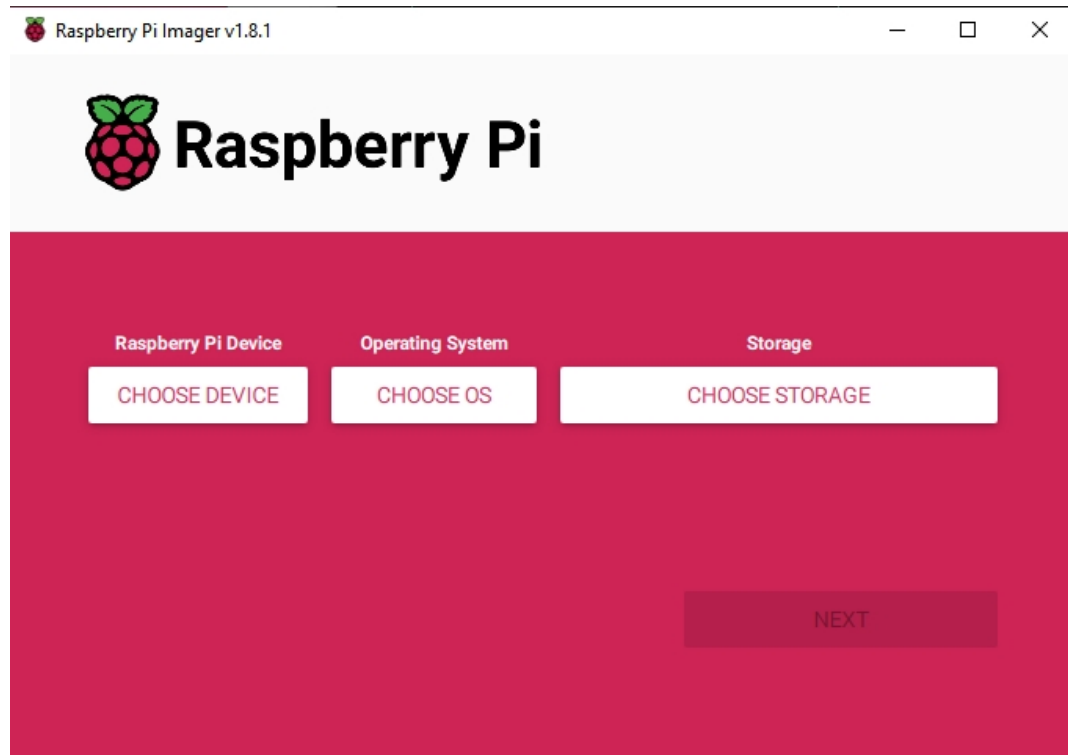 Raspberry Pi Imager v1.8.1
Raspberry Pi
Raspberry Pi Device Operating System Storage
CHOOSE DEVICE CHOOSE OS CHOOSE STORAGE
NEXT